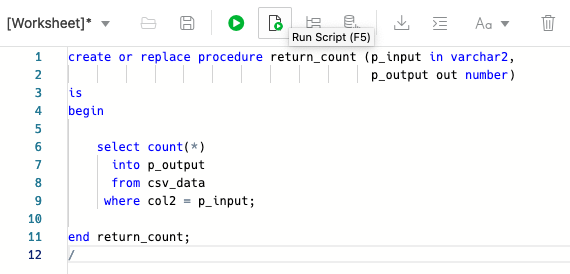 [Worksheet]*
Aa
Run Script (F5)
1 create or replace procedure return_count (p_input in varchar2,
2 p_output out number)
3 is
4 begin
5
6 select count(*)
7 into p_output
8 from csv_data
9 where col2 = p_input;
10
11 end return_count;
12 /